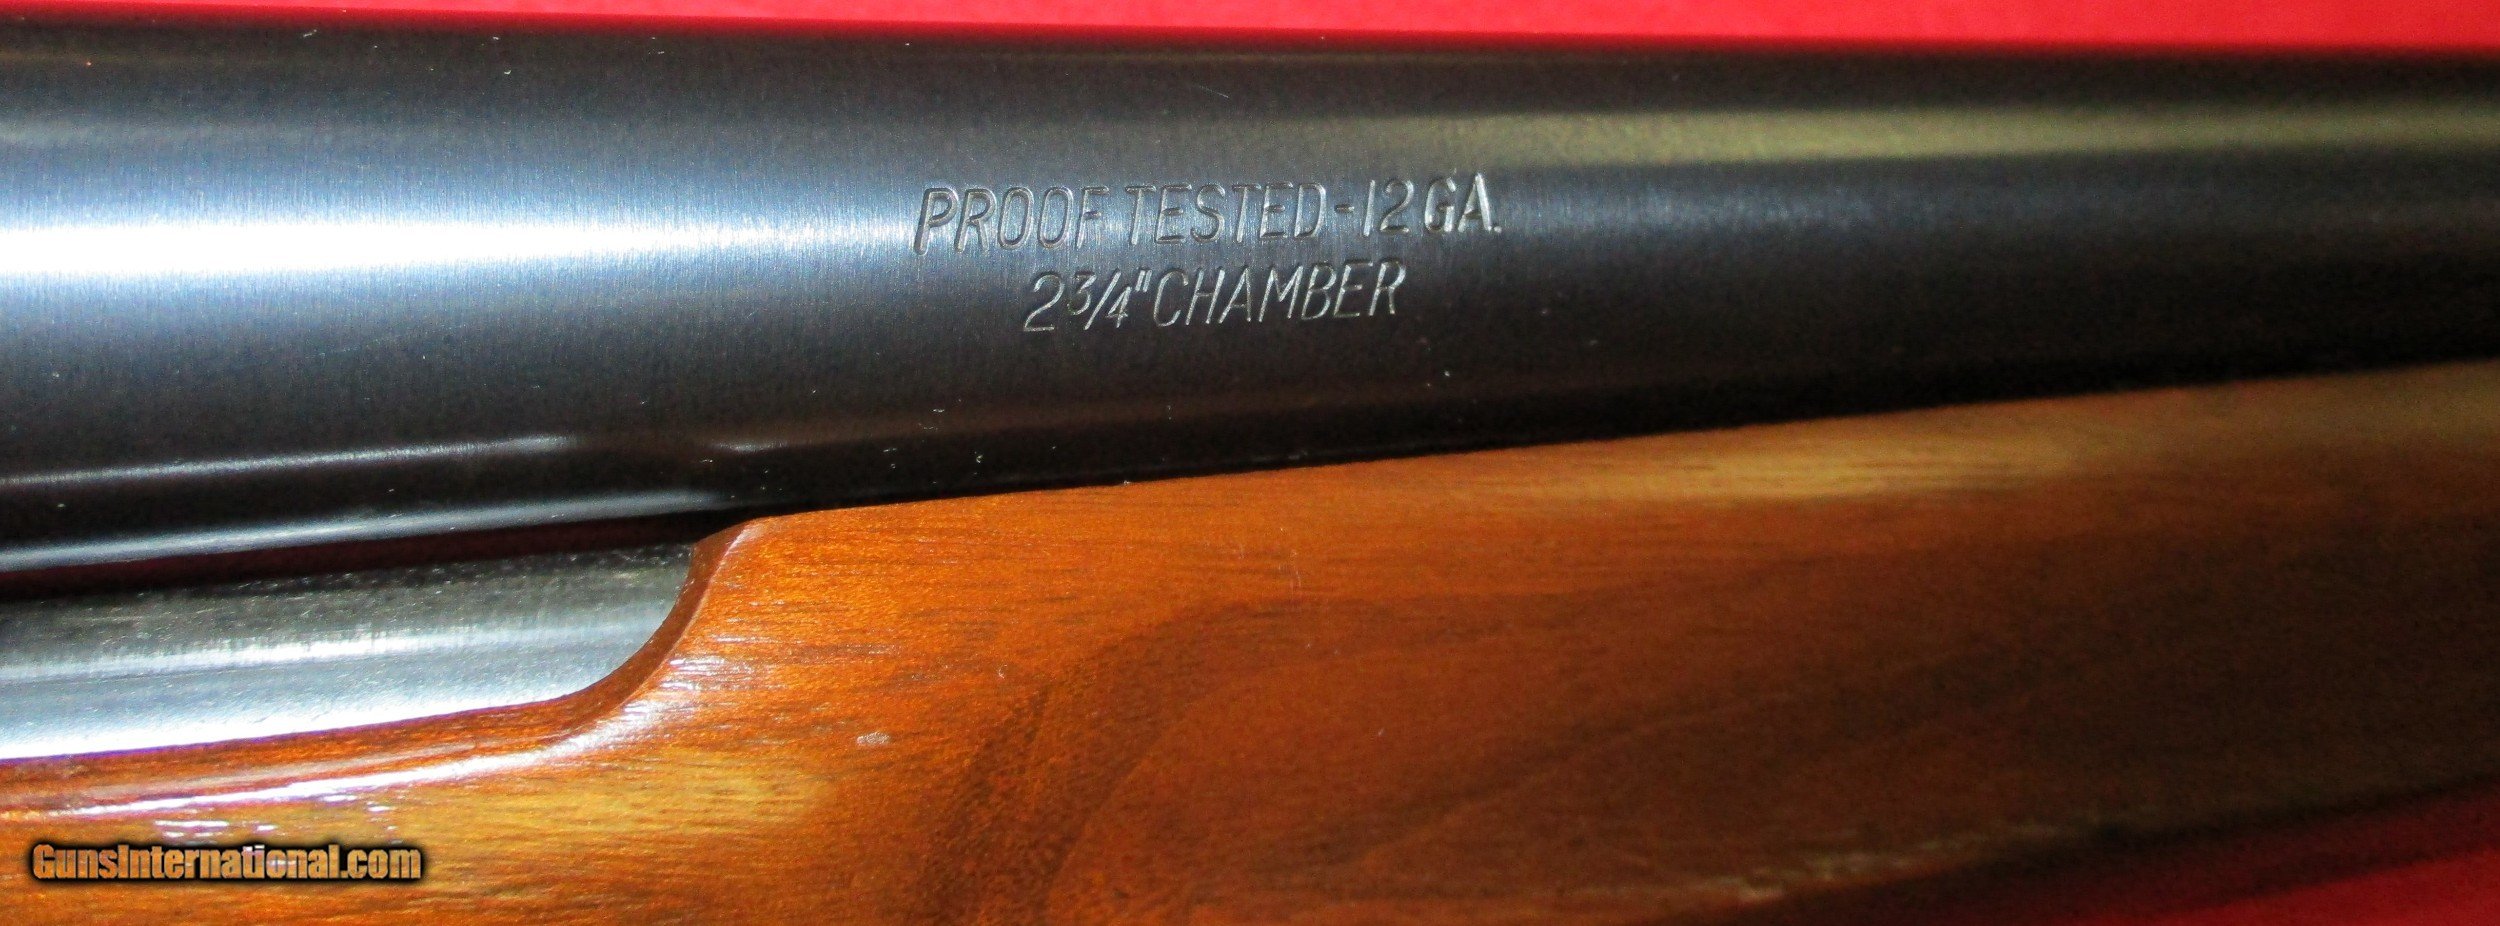 PROOF TESTED-12 GA.
2 3/4" CHAMBER
GunsInternational.com